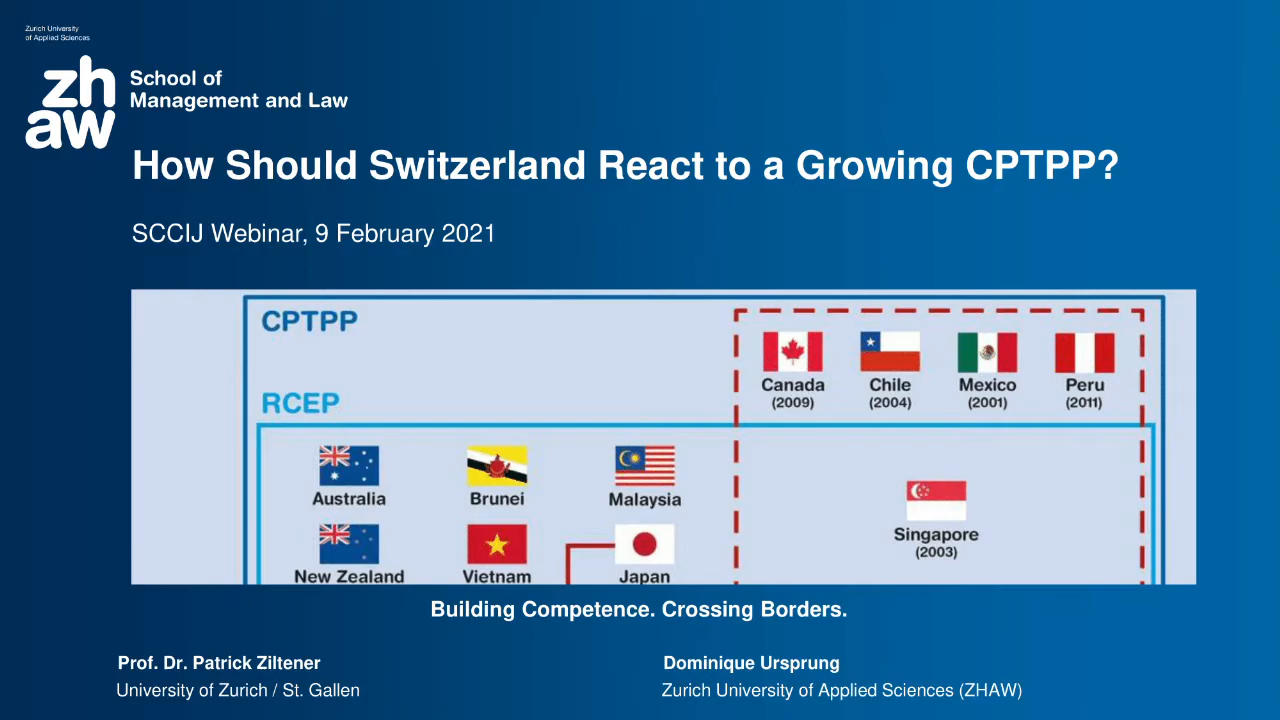 Zurich University
of Applied Sciences
zh
aw
School of
Management and Law
How Should Switzerland React to a Growing CPTPP?
SCCIJ Webinar, 9 February 2021
CPTPP
Canada Chile Mexico Peru
(2009) (2004) (2001) (2011)
RCEP
Australia Brunei Malaysia
Singapore
(2003)
New Zealand Vietnam Japan
Building Competence. Crossing Borders.
Prof. Dr. Patrick Ziltener Dominique Ursprung
University of Zurich / St. Gallen Zurich University of Applied Sciences (ZHAW)